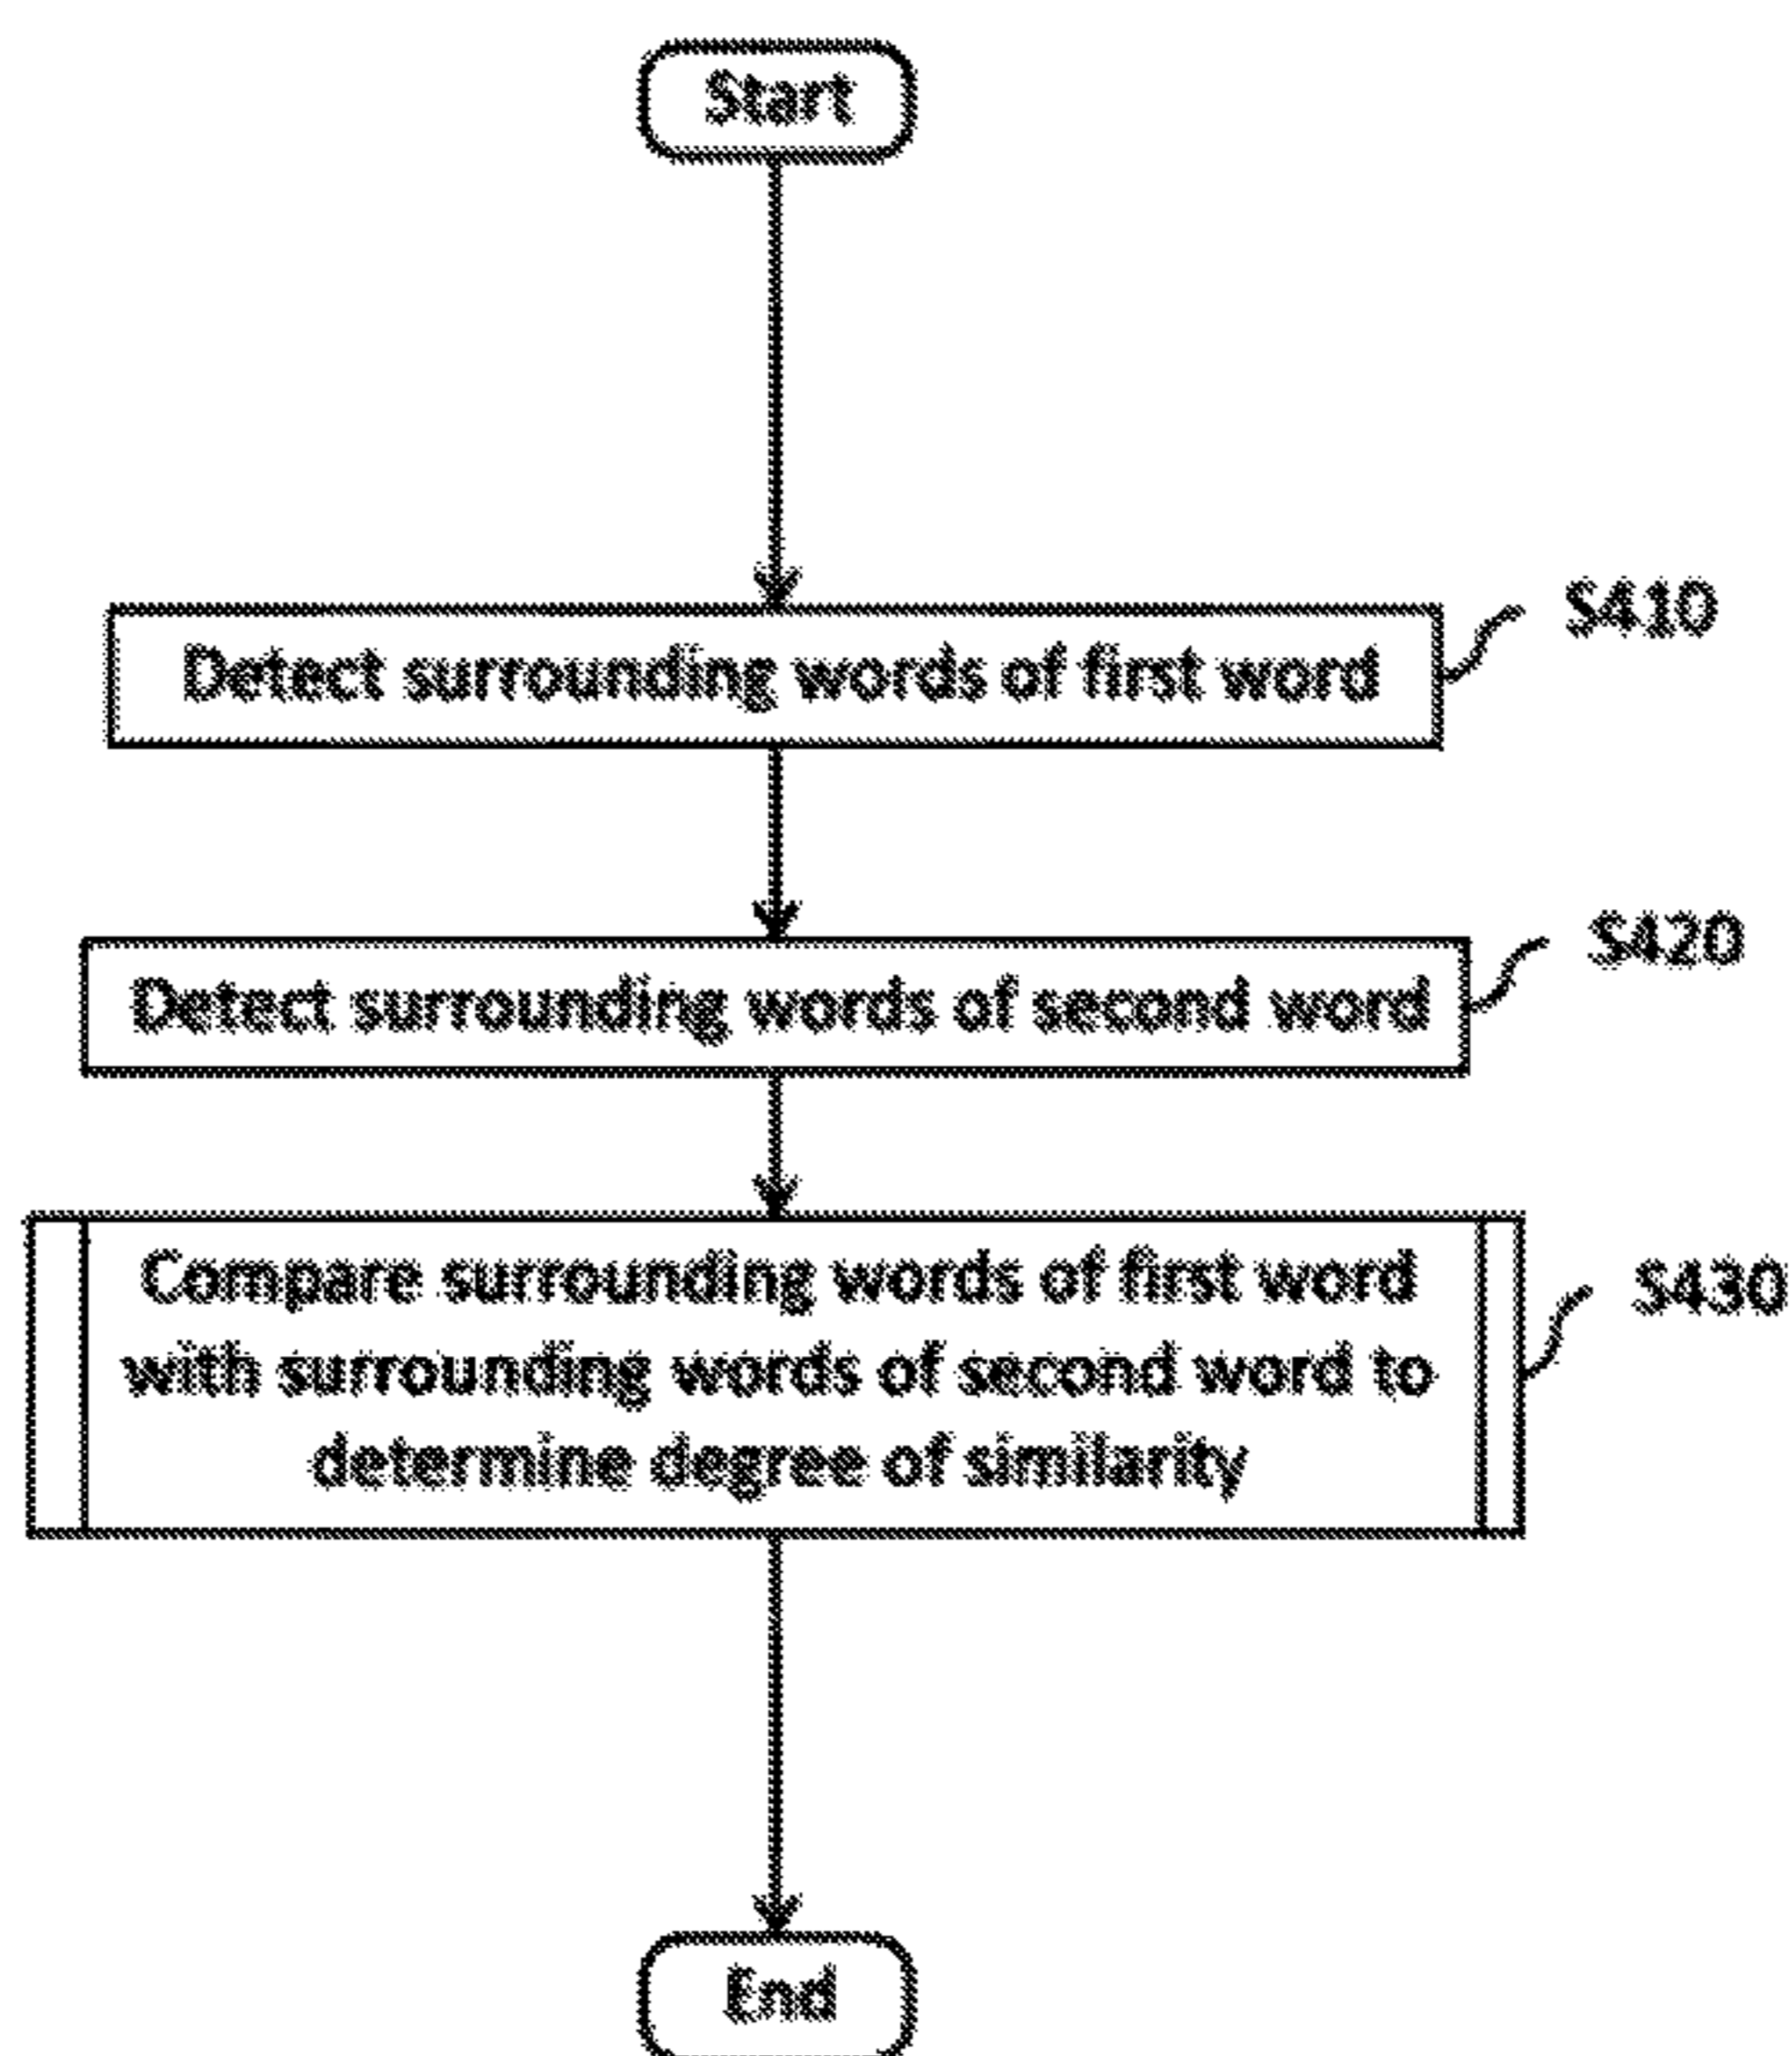 Start
S410
Detect surrounding words of first word
S420
Detect surrounding words of second word
S430
Compare surrounding words of first word
with surrounding words of second word to
determine degree of similarity
End